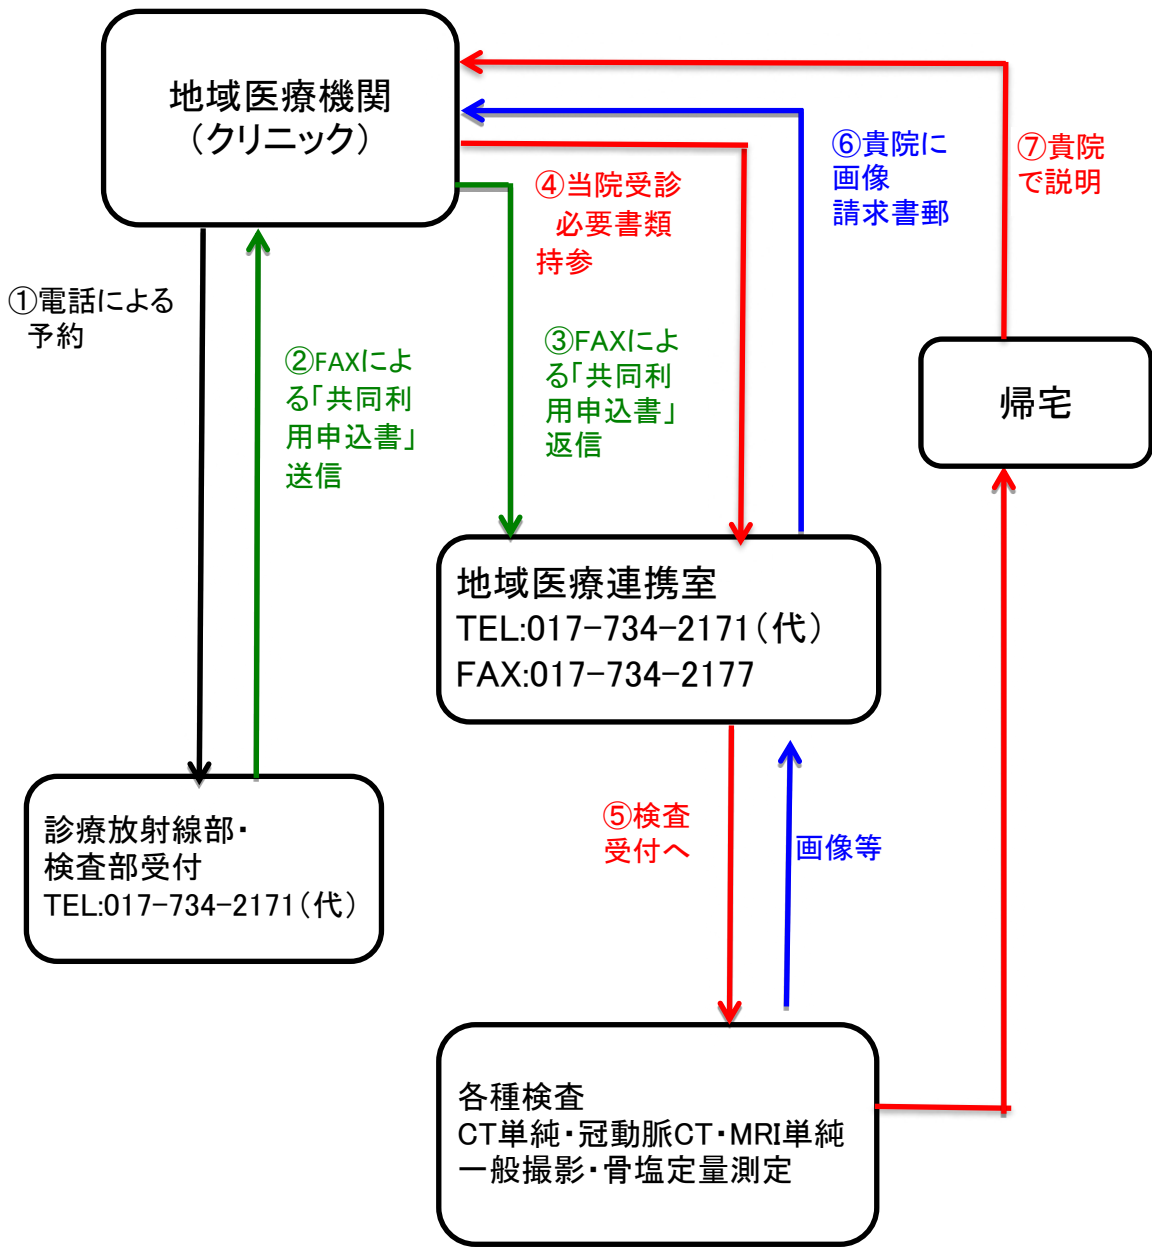 地域医療機関
(クリニック)
①電話による
予約
②FAXによ
る「共同利
用申込書」
送信
③FAXによ
る「共同利
用申込書」
返信
④当院受診
必要書類
持参
⑥貴院に
画像
請求書郵
⑦貴院
で説明
帰宅
地域医療連携室
TEL:017-734-2171(代)
FAX:017-734-2177
診療放射線部・
検査部受付
TEL:017-734-2171(代)
⑤検査
受付へ
画像等
各種検査
CT単純・冠動脈CT・MRI単純
一般撮影・骨塩定量測定